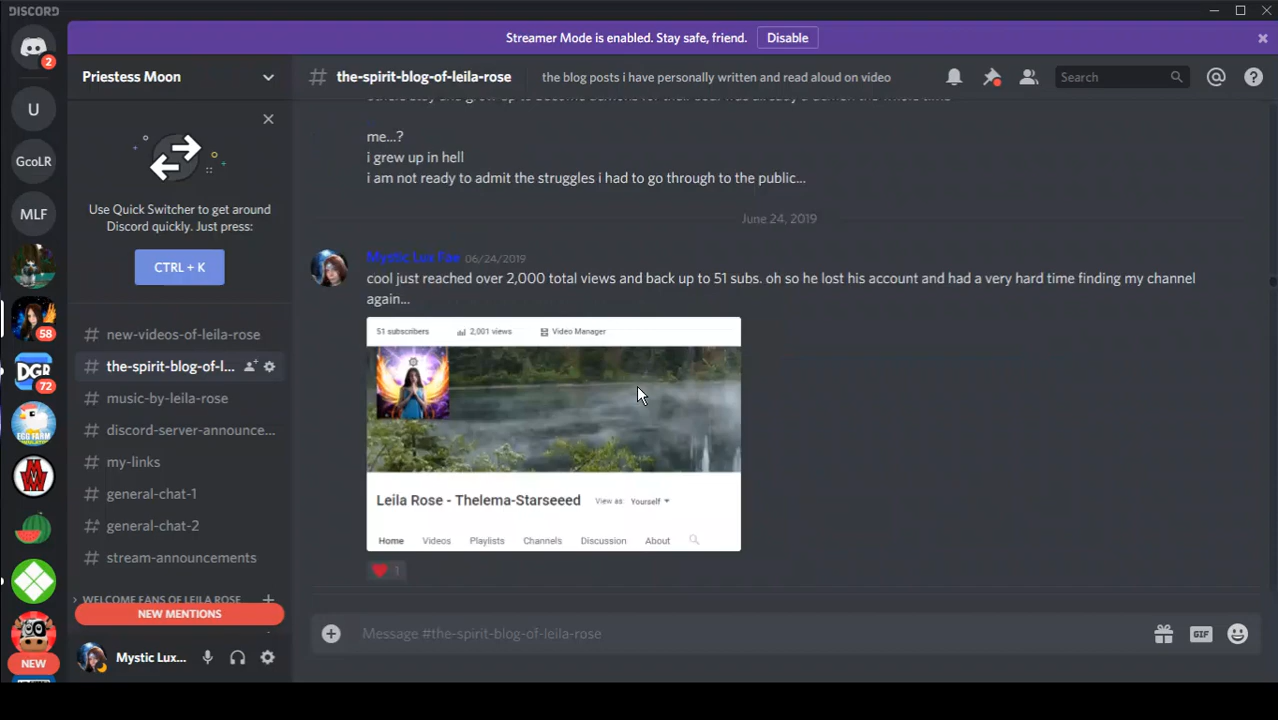 DISCORD
Streamer Mode is enabled. Stay safe, friend. Disable
2
U
GcoLR
MLF
58
DGR
72
EGG FARM
NEW
Priestess Moon
Use Quick Switcher to get around
Discord quickly. Just press:
CTRL + K
# new-videos-of-leila-rose
# the-spirit-blog-of-l...
# music-by-leila-rose
# discord-server-announce...
# my-links
# general-chat-1
# general-chat-2
# stream-announcements
WELCOME FANS OF LEILA ROSE
NEW MENTIONS
Mystic Lux...
# the-spirit-blog-of-leila-rose the blog posts i have personally written and read aloud on video
Search
me...?
i grew up in hell
i am not ready to admit the struggles i had to go through to the public...
June 24, 2019
Mystic Lux Fae 06/24/2019
cool just reached over 2,000 total views and back up to 51 subs. oh so he lost his account and had a very hard time finding my channel
again...
51 subscribers 2,001 views Video Manager
Leila Rose - Thelema-Starseeed View as: Yourself
Home Videos Playlists Channels Discussion About
1
Message #the-spirit-blog-of-leila-rose
GIF